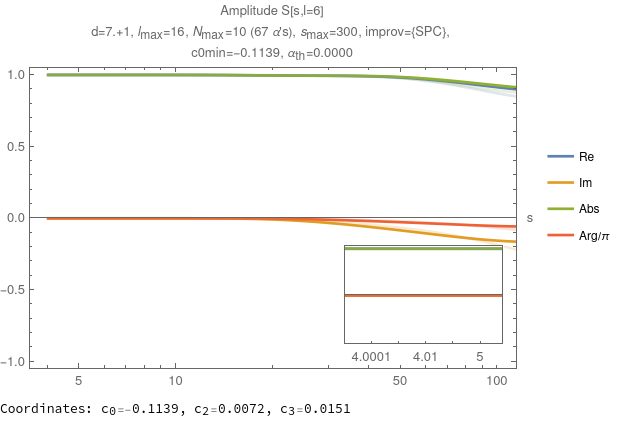 Amplitude S[s,l=6]
d=7.+1, lmax=16, Nmax=10 (67 α's), smax=300, improv={SPC},
c0min=−0.1139, αth=0.0000
1.0
0.5
0.0
−0.5
−1.0
5
10
50
100
s
4.0001
4.01
5
Re
Im
Abs
Arg/π
Coordinates: c0=−0.1139, c2=0.0072, c3=0.0151